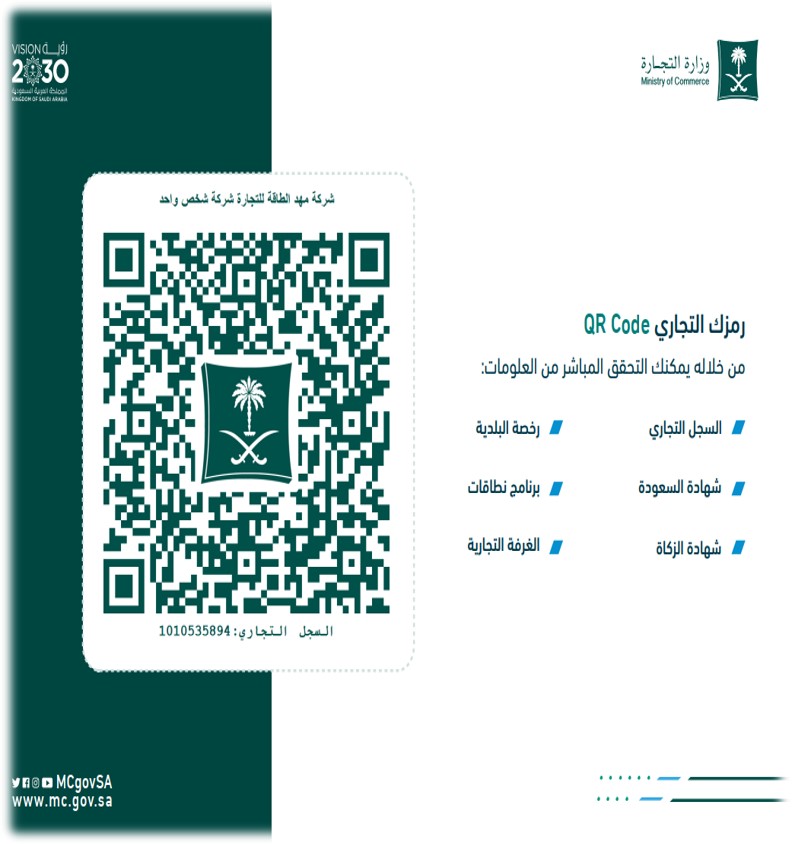 VISION رؤيـــة
2030
المملكة العربية السعودية
KINGDOM OF SAUDI ARABIA
وزارة التجارة
Ministry of Commerce
شركة مهد الطاقة للتجارة شركة شخص واحد
السجل التجاري:1010535894
رمزك التجاري QR Code
من خلاله يمكنك التحقق المباشر من العلومات:
السجل التجاري
رخصة البلدية
شهادة السعودة
برنامج نطاقات
شهادة الزكاة
الغرفة التجارية
MCgovSA
www.mc.gov.sa